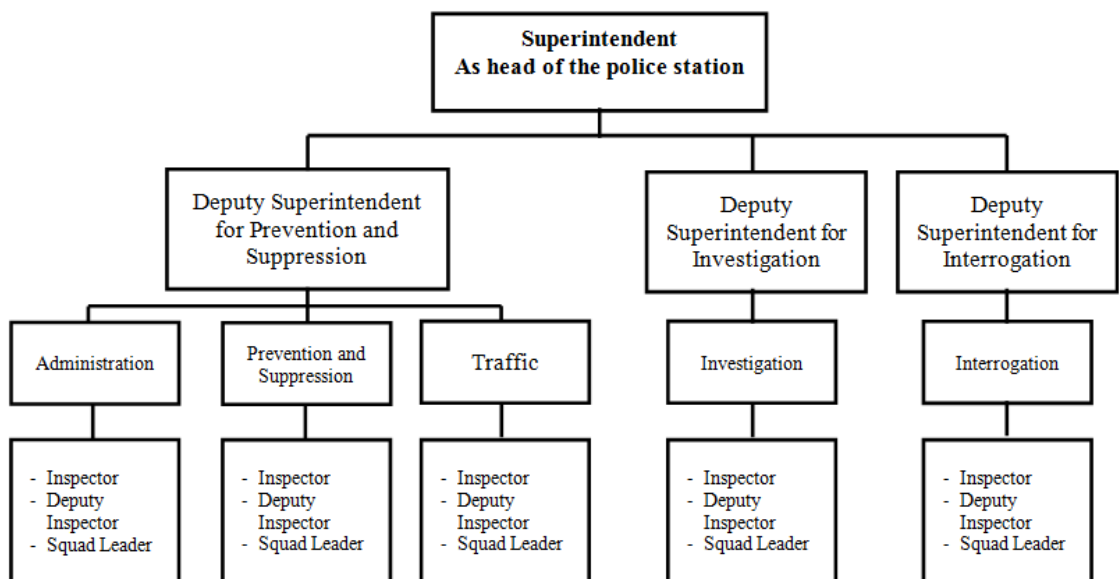 Superintendent
As head of the police station
Deputy Superintendent
for Prevention and
Suppression
Deputy
Superintendent for
Investigation
Deputy
Superintendent for
Interrogation
Administration
Prevention and
Suppression
Traffic
Investigation
Interrogation
- Inspector
- Deputy
Inspector
- Squad Leader
- Inspector
- Deputy
Inspector
- Squad Leader
- Inspector
- Deputy
Inspector
- Squad Leader
- Inspector
- Deputy
Inspector
- Squad Leader
- Inspector
- Deputy
Inspector
- Squad Leader